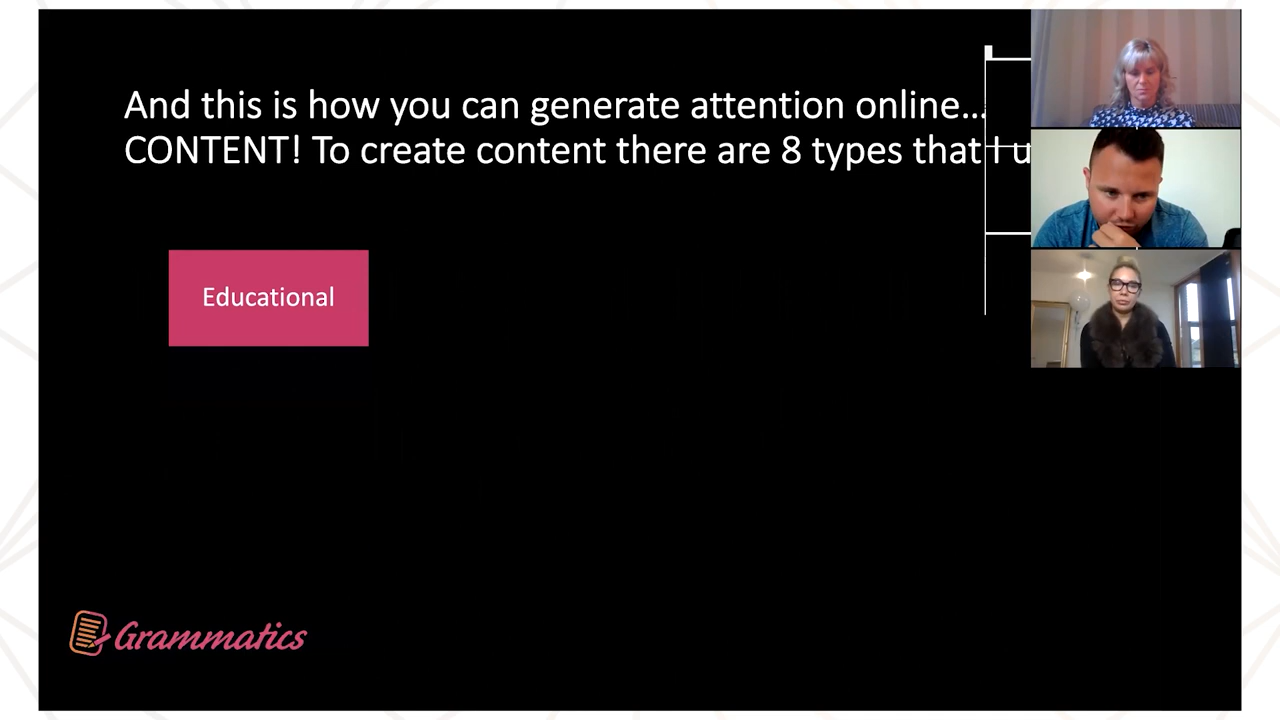 And this is how you can generate attention online...
CONTENT! To create content there are 8 types that I u
Educational
Grammatics